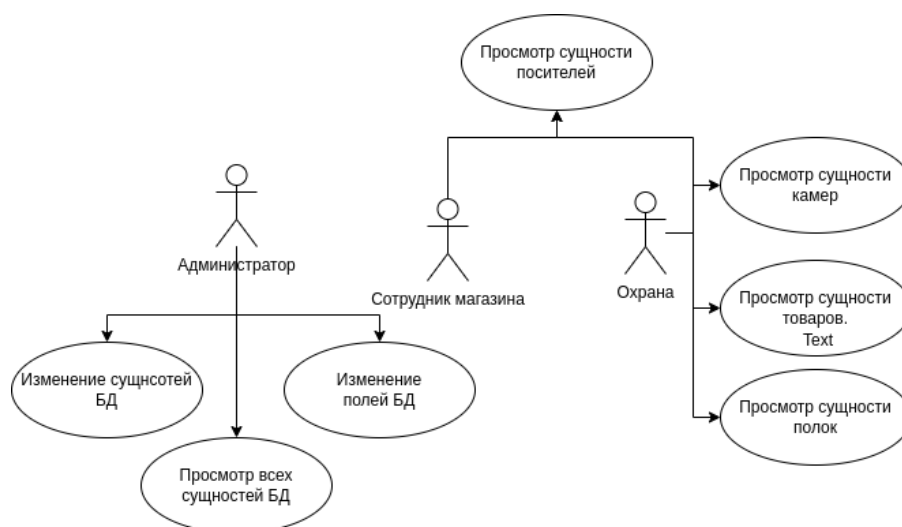 Просмотр сущности
посителей
Просмотр сущности
камер
Администратор
Сотрудник магазина
Охрана
Просмотр сущности
товаров.
Text
Изменение сущнсотей
БД
Изменение
полей БД
Просмотр сущности
полок
Просмотр всех
сущностей БД